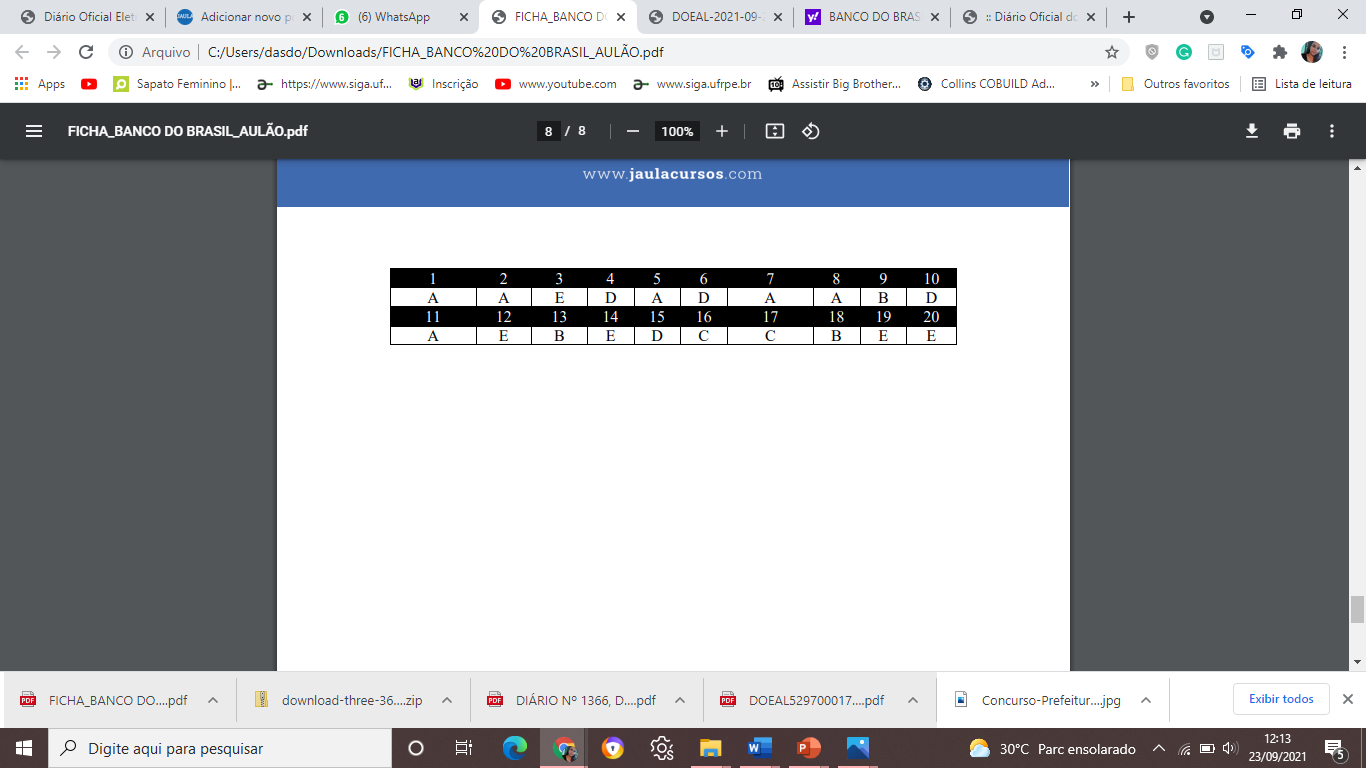 Diário Oficial Elet
Adicionar novo p
(6) WhatsApp
FICHA_BANCO DO
DOEAL-2021-09-2
BANCO DO BRAS
:: Diário Oficial do
Arquivo | C:/Users/dasdo/Downloads/FICHA_BANCO%20DO%20BRASIL_AULÃO.pdf
Apps Sapato Feminino |... https://www.siga.uf... Inscrição www.youtube.com www.siga.ufrpe.br Assistir Big Brother... Collins COBUILD Ad... » Outros favoritos Lista de leitura
FICHA_BANCO DO BRASIL_AULÃO.pdf 8 / 8 100%
www.jaulacursos.com
1 2 3 4 5 6 7 8 9 10
A A E D A D A A B D
11 12 13 14 15 16 17 18 19 20
A E B E D C C B E E
FICHA_BANCO DO....pdf download-three-36....zip DIÁRIO Nº 1366, D....pdf DOEAL529700017....pdf Concurso-Prefeitur....jpg Exibir todos
Digite aqui para pesquisar 30°C Parc ensolarado 12:13
23/09/2021 5